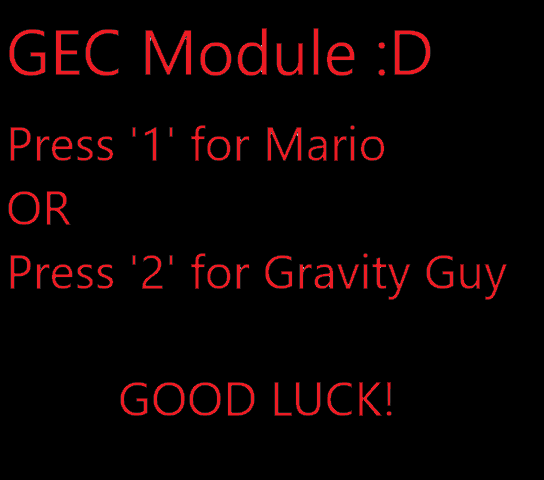 GEC Module :D
Press '1' for Mario
OR
Press '2' for Gravity Guy
GOOD LUCK!